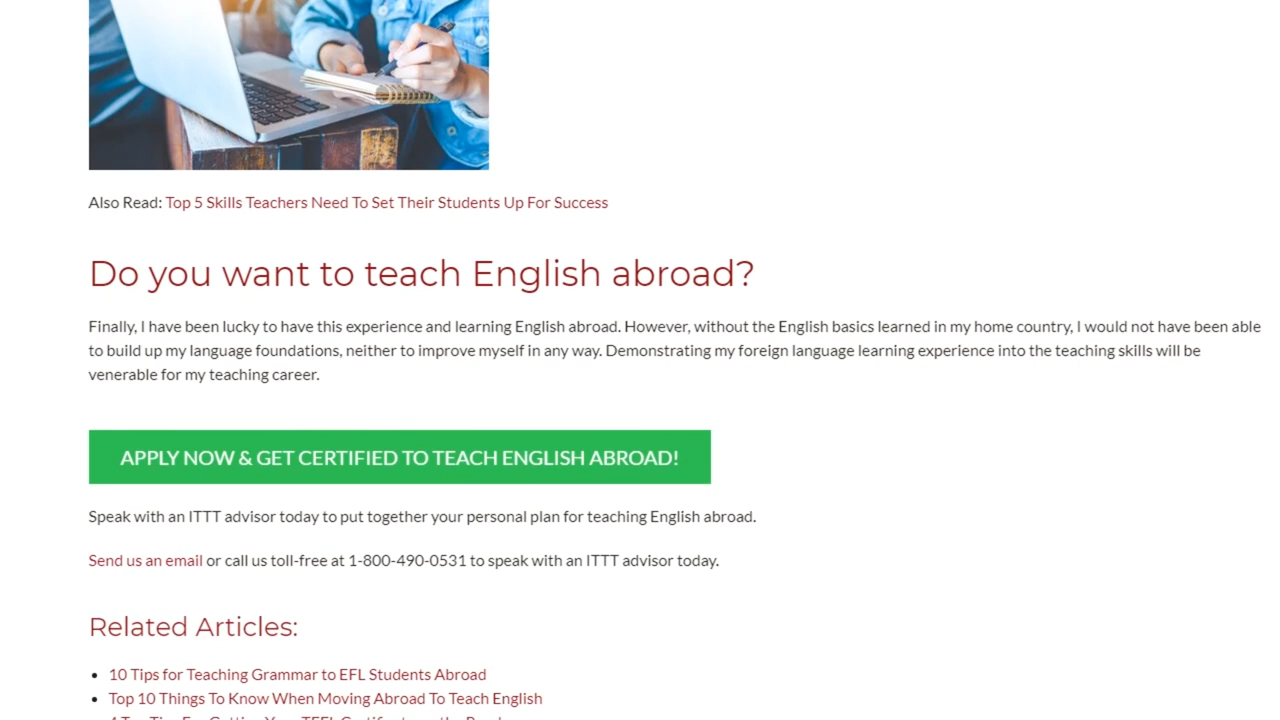 Also Read: Top 5 Skills Teachers Need To Set Their Students Up For Success
Do you want to teach English abroad?
Finally, I have been lucky to have this experience and learning English abroad. However, without the English basics learned in my home country, I would not have been able
to build up my language foundations, neither to improve myself in any way. Demonstrating my foreign language learning experience into the teaching skills will be
venerable for my teaching career.
APPLY NOW & GET CERTIFIED TO TEACH ENGLISH ABROAD!
Speak with an ITTT advisor today to put together your personal plan for teaching English abroad.
Send us an email or call us toll-free at 1-800-490-0531 to speak with an ITTT advisor today.
Related Articles:
10 Tips for Teaching Grammar to EFL Students Abroad
Top 10 Things To Know When Moving Abroad To Teach English